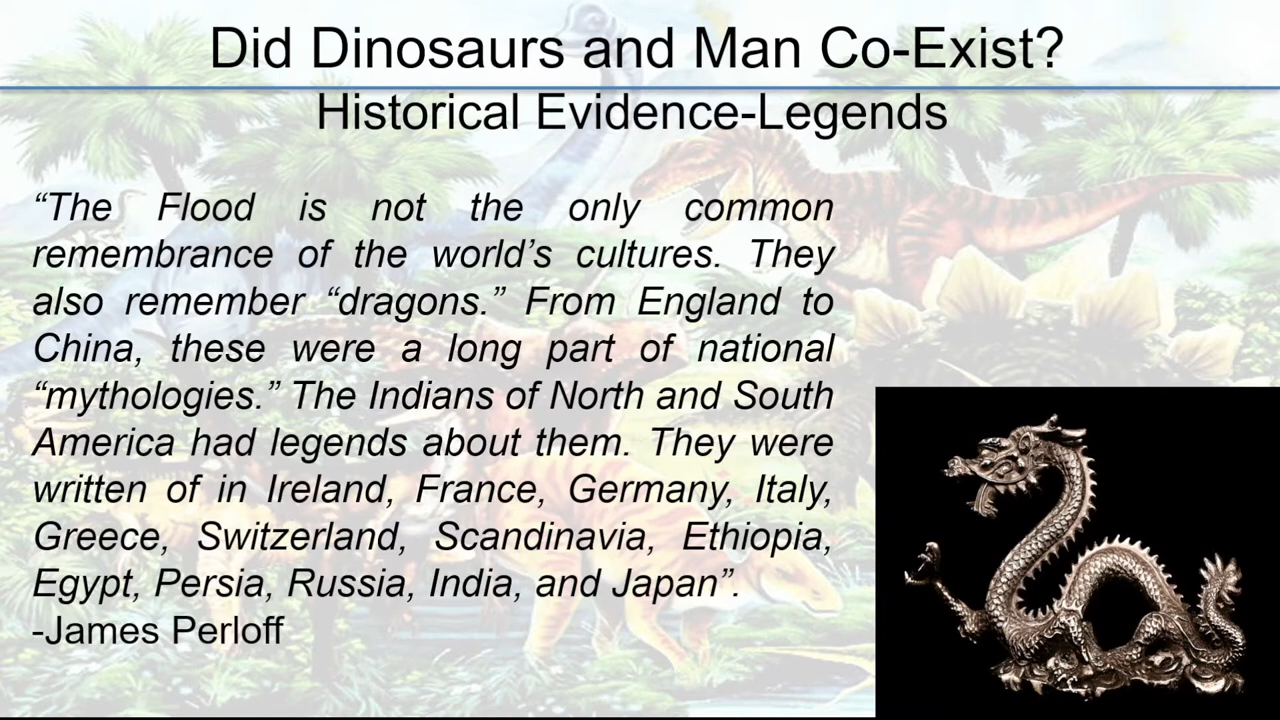 Did Dinosaurs and Man Co-Exist?
Historical Evidence-Legends
“The Flood is not the only common
remembrance of the world’s cultures. They
also remember “dragons.” From England to
China, these were a long part of national
“mythologies.” The Indians of North and South
America had legends about them. They were
written of in Ireland, France, Germany, Italy,
Greece, Switzerland, Scandinavia, Ethiopia,
Egypt, Persia, Russia, India, and Japan”.
-James Perloff